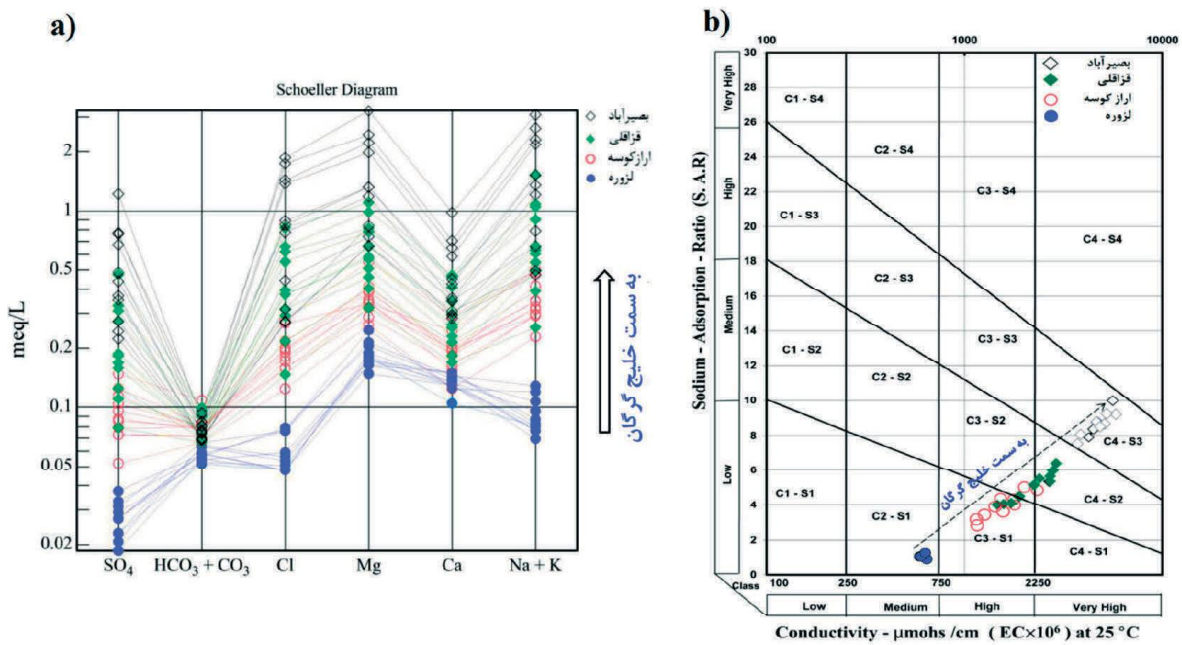 a)
Schoeller Diagram
meq/L
2
1
0.5
0.2
0.1
0.05
0.02
SO4 HCO3 + CO3 Cl Mg Ca Na + K
بصیرآباد
قزاقلی
ارازکوسه
لزوره
به سمت خلیج گرگان
b)
100 1000 10000
Sodium - Adsorption - Ratio (S. A.R)
Very High
High
Medium
Low
30
28
26
24
22
20
18
16
14
12
10
8
6
4
2
0
بصیرآباد
قزاقلی
ارازکوسه
لزوره
C1 - S4
C2 - S4
C3 - S4
C1 - S3
C4 - S4
C2 - S3
C3 - S3
C1 - S2
C2 - S2
C3 - S2
C4 - S3
به سمت خلیج گرگان
C1 - S1
C4 - S2
C2 - S1
C3 - S1
C4 - S1
Class 100 250 750 2250
Low Medium High Very High
Conductivity - µmohs /cm ( EC×10⁶ ) at 25 °C